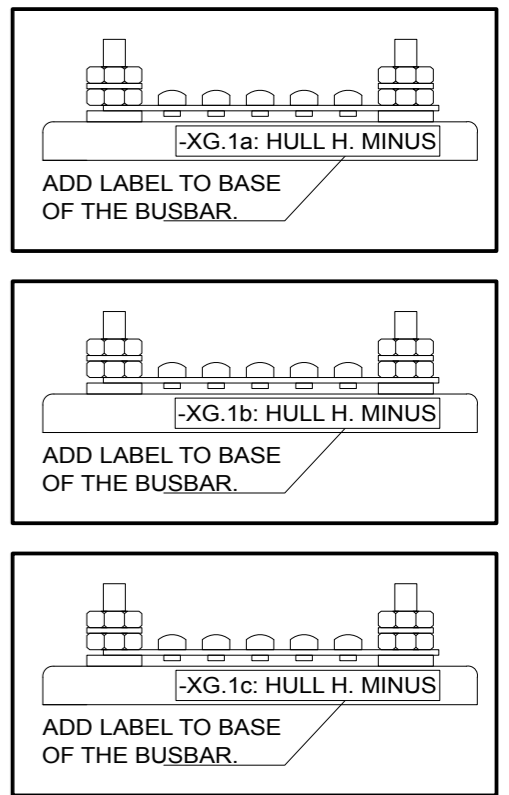 -XG.1a: HULL H. MINUS
ADD LABEL TO BASE
OF THE BUSBAR.
-XG.1b: HULL H. MINUS
ADD LABEL TO BASE
OF THE BUSBAR.
-XG.1c: HULL H. MINUS
ADD LABEL TO BASE
OF THE BUSBAR.